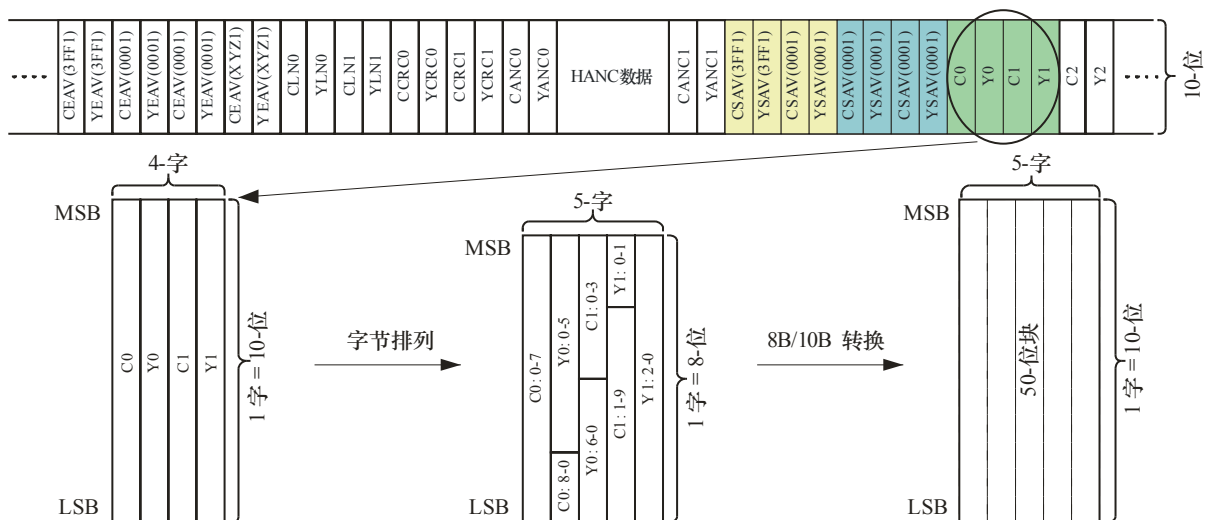 ....
CEAV(3FF1)
YEAV(3FF1)
CEAV(0001)
YEAV(0001)
CEAV(0001)
YEAV(0001)
CEAV(XYZ1)
YEAV(XYZ1)
CLN0
YLN0
CLN1
YLN1
CCRC0
YCRC0
CCRC1
YCRC1
CANC0
YANC0
HANC数据
CANC1
YANC1
CSAV(3FF1)
YSAV(3FF1)
CSAV(0001)
YSAV(0001)
CSAV(0001)
YSAV(0001)
CSAV(0001)
YSAV(0001)
C0
Y0
C1
Y1
C2
Y2
....
10-位
4-字
MSB
LSB
C0
Y0
C1
Y1
1 字 = 10-位
字节排列
5-字
MSB
LSB
C0: 0-7
Y0: 0-5
C0: 8-0
C1: 0-3
Y0: 6-0
Y1: 0-1
C1: 1-9
Y 1: 2-0
1 字 = 8-位
8B/10B 转换
5-字
MSB
LSB
50-位块
1 字 = 10-位